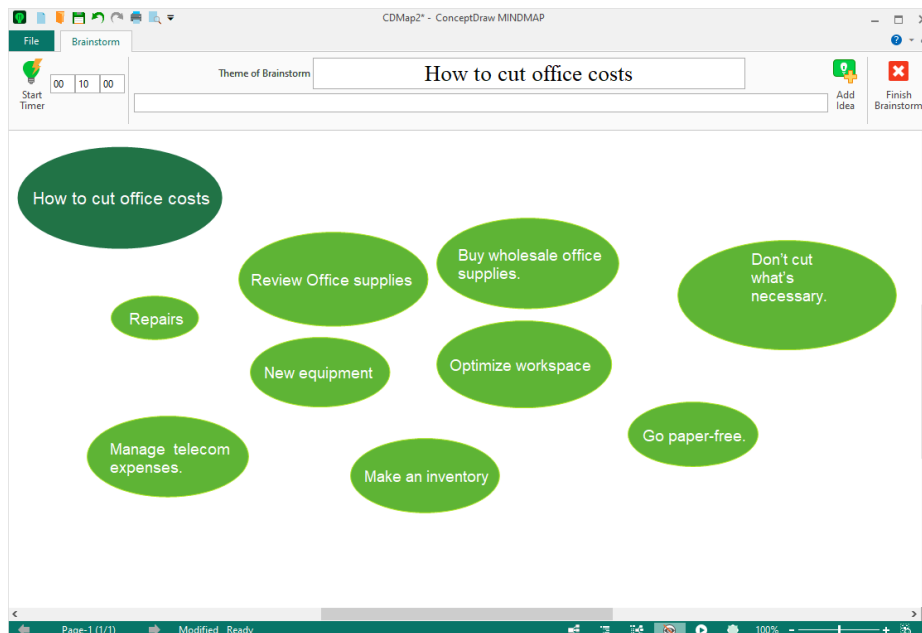 CDMap2* - ConceptDraw MINDMAP
File
Brainstorm
Start
Timer
00 10 00
Theme of Brainstorm
How to cut office costs
Add
Idea
Finish
Brainstorm
How to cut office costs
Review Office supplies
Buy wholesale office
supplies.
Don't cut
what's
necessary.
Repairs
New equipment
Optimize workspace
Manage telecom
expenses.
Make an inventory
Go paper-free.
Page-1 (1/1)
Modified Ready
100%